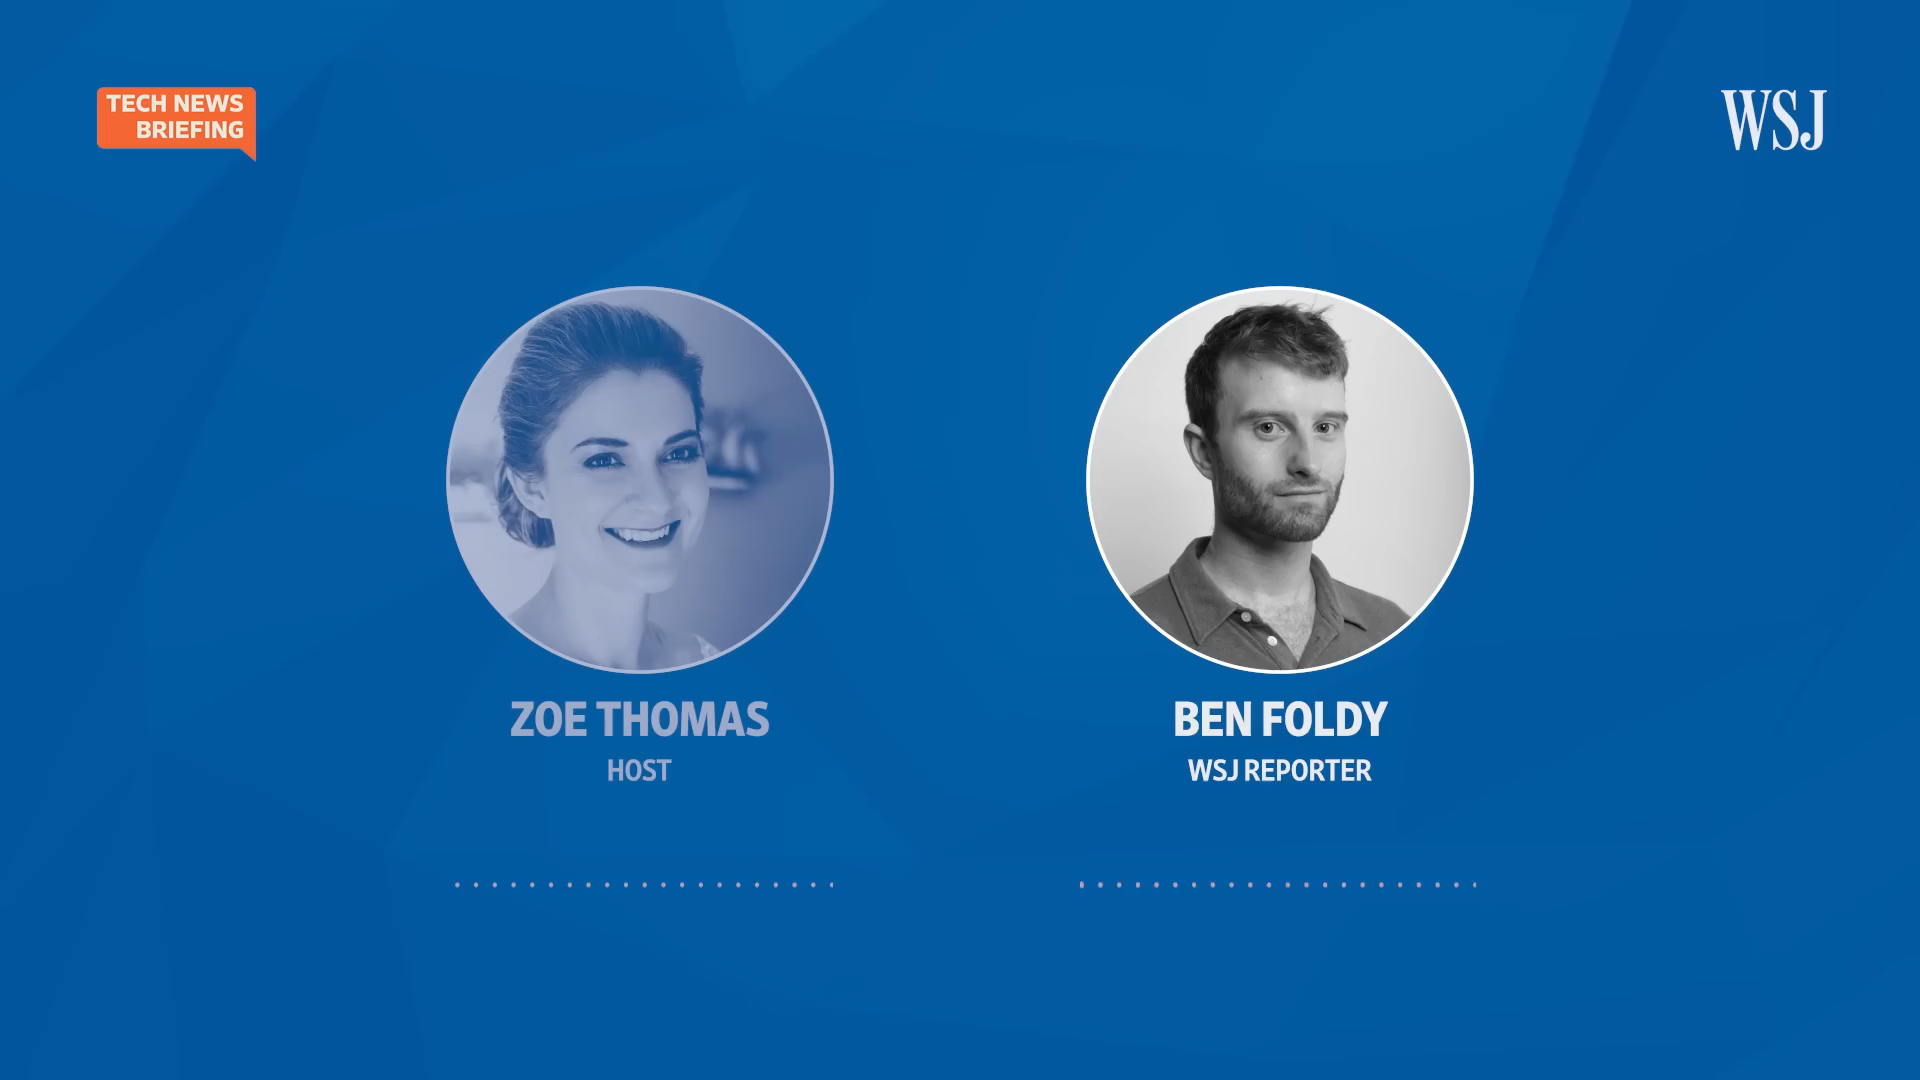 TECH NEWS
BRIEFING
WSJ
ZOE THOMAS
HOST
BEN FOLDY
WSJ REPORTER